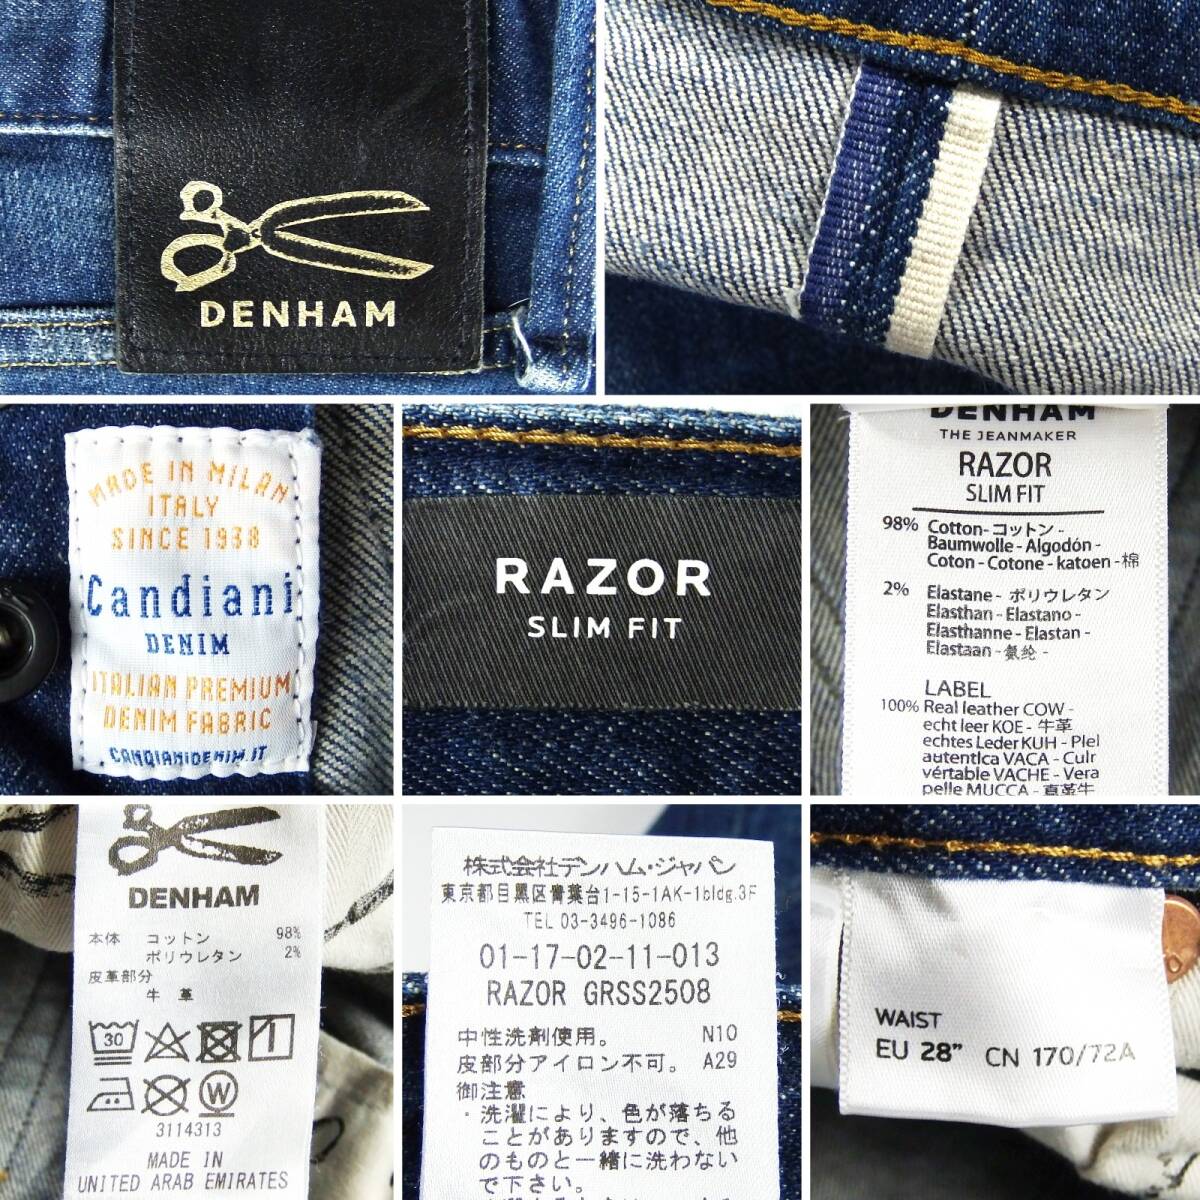 DENHAM
MADE IN MILAN
ITALY
SINCE 1938
Candiani
DENIM
ITALIAN PREMIUM
DENIM FABRIC
CANDIANIDENIM.IT
RAZOR
SLIM FIT
DENHAM
THE JEANMAKER
RAZOR
SLIM FIT
98% Cotton-コットン-
Baumwolle-Algodón-
Coton-Cotone-katoen-棉
2% Elastane-ポリウレタン
Elasthan-Elastano-
Elasthanne-Elastan-
Elastaan-氨纶-
LABEL
100% Real leather COW-
echt leer KOE-牛革
echtes Leder KUH-Piel
autentica VACA-Cuir
véritable VACHE-Vera
pelle MUCCA-真革牛
DENHAM
本体 コットン 98%
ポリウレタン 2%
皮革部分
牛 革
30
W
3114313
MADE IN
UNITED ARAB EMIRATES
株式会社デンハム・ジャパン
東京都目黒区青葉台1-15-1AK-1bldg.3F
TEL 03-3496-1086
01-17-02-11-013
RAZOR GRSS2508
中性洗剤使用。 N10
皮部分アイロン不可。 A29
御注意
・洗濯により、色が落ちる
ことがありますので、他
のものと一緒に洗わない
で下さい。
WAIST
EU 28” CN 170/72A